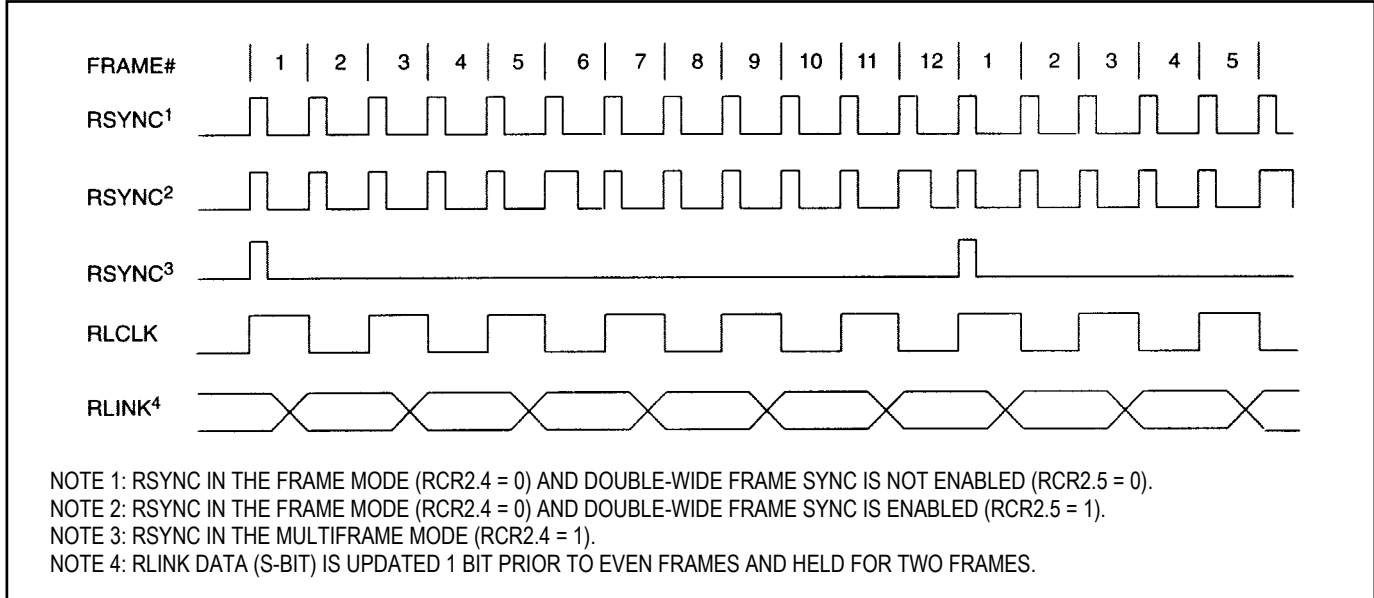 FRAME# 1 2 3 4 5 6 7 8 9 10 11 12 1 2 3 4 5
RSYNC¹
RSYNC²
RSYNC³
RLCLK
RLINK⁴
NOTE 1: RSYNC IN THE FRAME MODE (RCR2.4 = 0) AND DOUBLE-WIDE FRAME SYNC IS NOT ENABLED (RCR2.5 = 0).
NOTE 2: RSYNC IN THE FRAME MODE (RCR2.4 = 0) AND DOUBLE-WIDE FRAME SYNC IS ENABLED (RCR2.5 = 1).
NOTE 3: RSYNC IN THE MULTIFRAME MODE (RCR2.4 = 1).
NOTE 4: RLINK DATA (S-BIT) IS UPDATED 1 BIT PRIOR TO EVEN FRAMES AND HELD FOR TWO FRAMES.